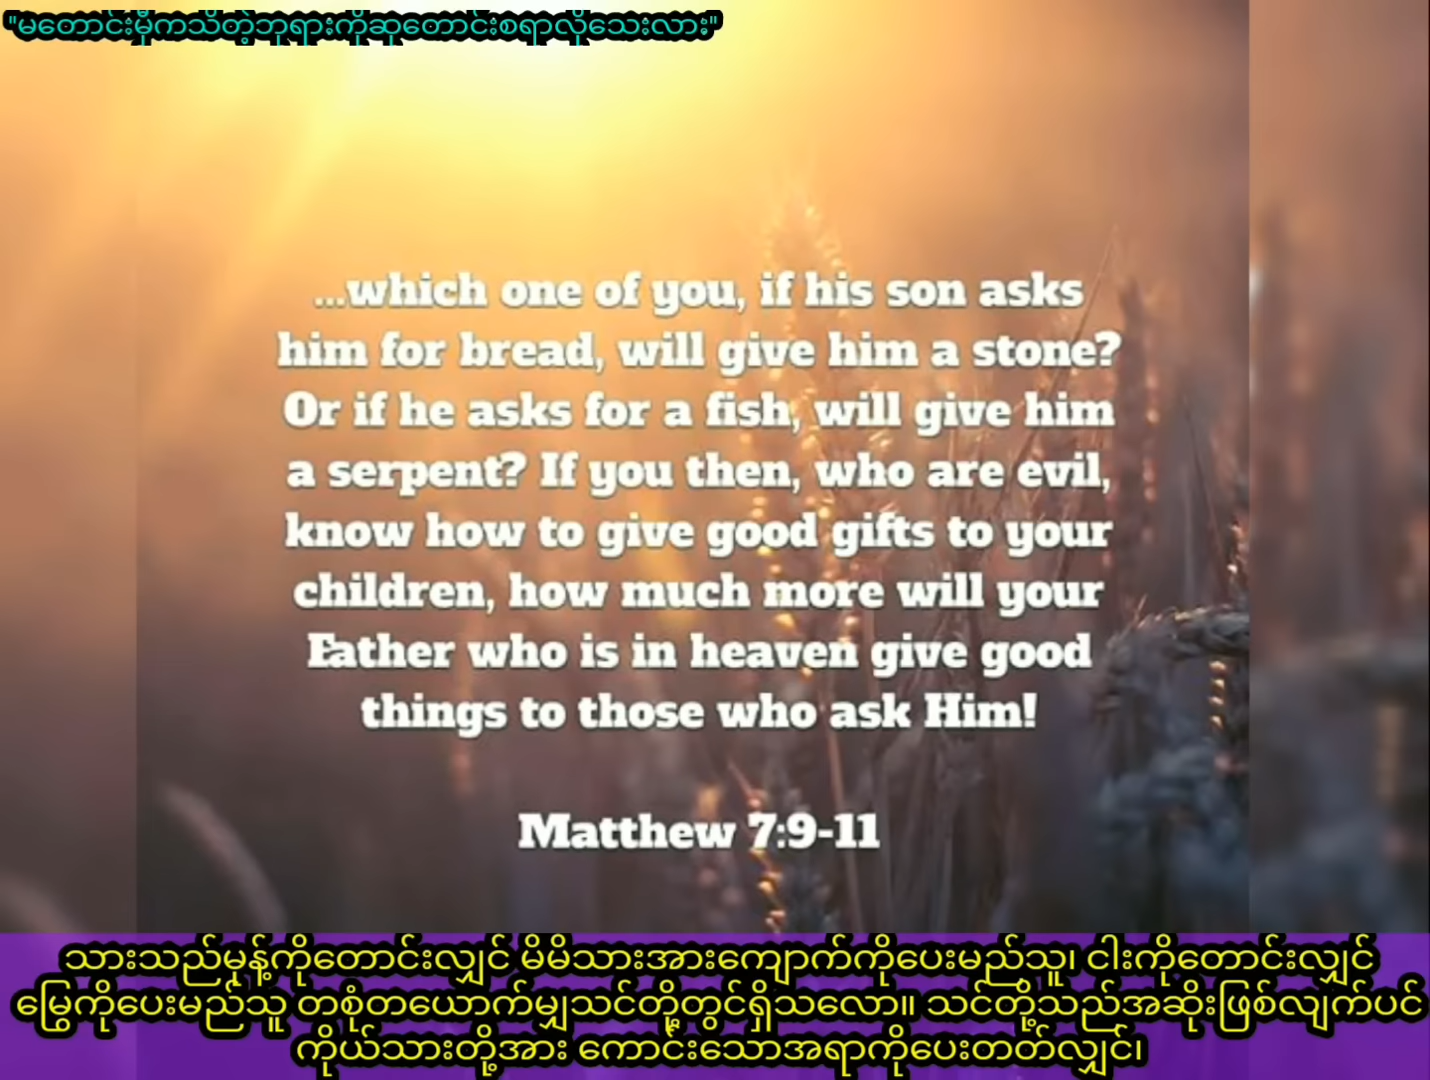 "မတောင်းမှီကသိတဲ့ဘုရားကိုဆုတောင်းစရာလိုသေးလား"
...which one of you, if his son asks
him for bread, will give him a stone?
Or if he asks for a fish, will give him
a serpent? If you then, who are evil,
know how to give good gifts to your
children, how much more will your
Father who is in heaven give good
things to those who ask Him!
Matthew 7:9-11
သားသည်မုန့်ကိုတောင်းလျှင် မိမိသားအားကျောက်ကိုပေးမည်သူ၊ ငါးကိုတောင်းလျှင်
မြွေကိုပေးမည်သူ တစုံတယောက်မျှသင်တို့တွင်ရှိသလော။ သင်တို့သည်အဆိုးဖြစ်လျက်ပင်
ကိုယ်သားတို့အား ကောင်းသောအရာကိုပေးတတ်လျှင်၊